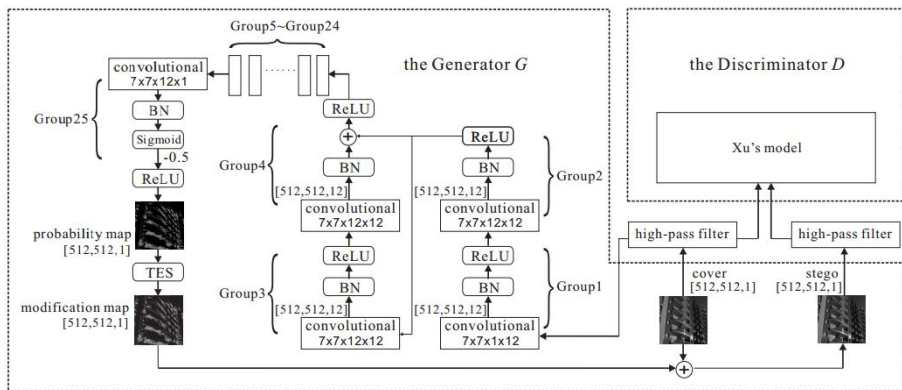 Group5~Group24
the Generator G
the Discriminator D
convolutional
7x7x12x1
BN
Sigmoid
-0.5
ReLU
Group25
probability map
[512,512,1]
TES
modification map
[512,512,1]
ReLU
+
BN
[512,512,12]
convolutional
7x7x12x12
Group4
ReLU
BN
[512,512,12]
convolutional
7x7x12x12
Group3
ReLU
BN
[512,512,12]
convolutional
7x7x12x12
Group2
ReLU
BN
[512,512,12]
convolutional
7x7x1x12
Group1
Xu's model
high-pass filter
high-pass filter
cover
[512,512,1]
stego
[512,512,1]
+